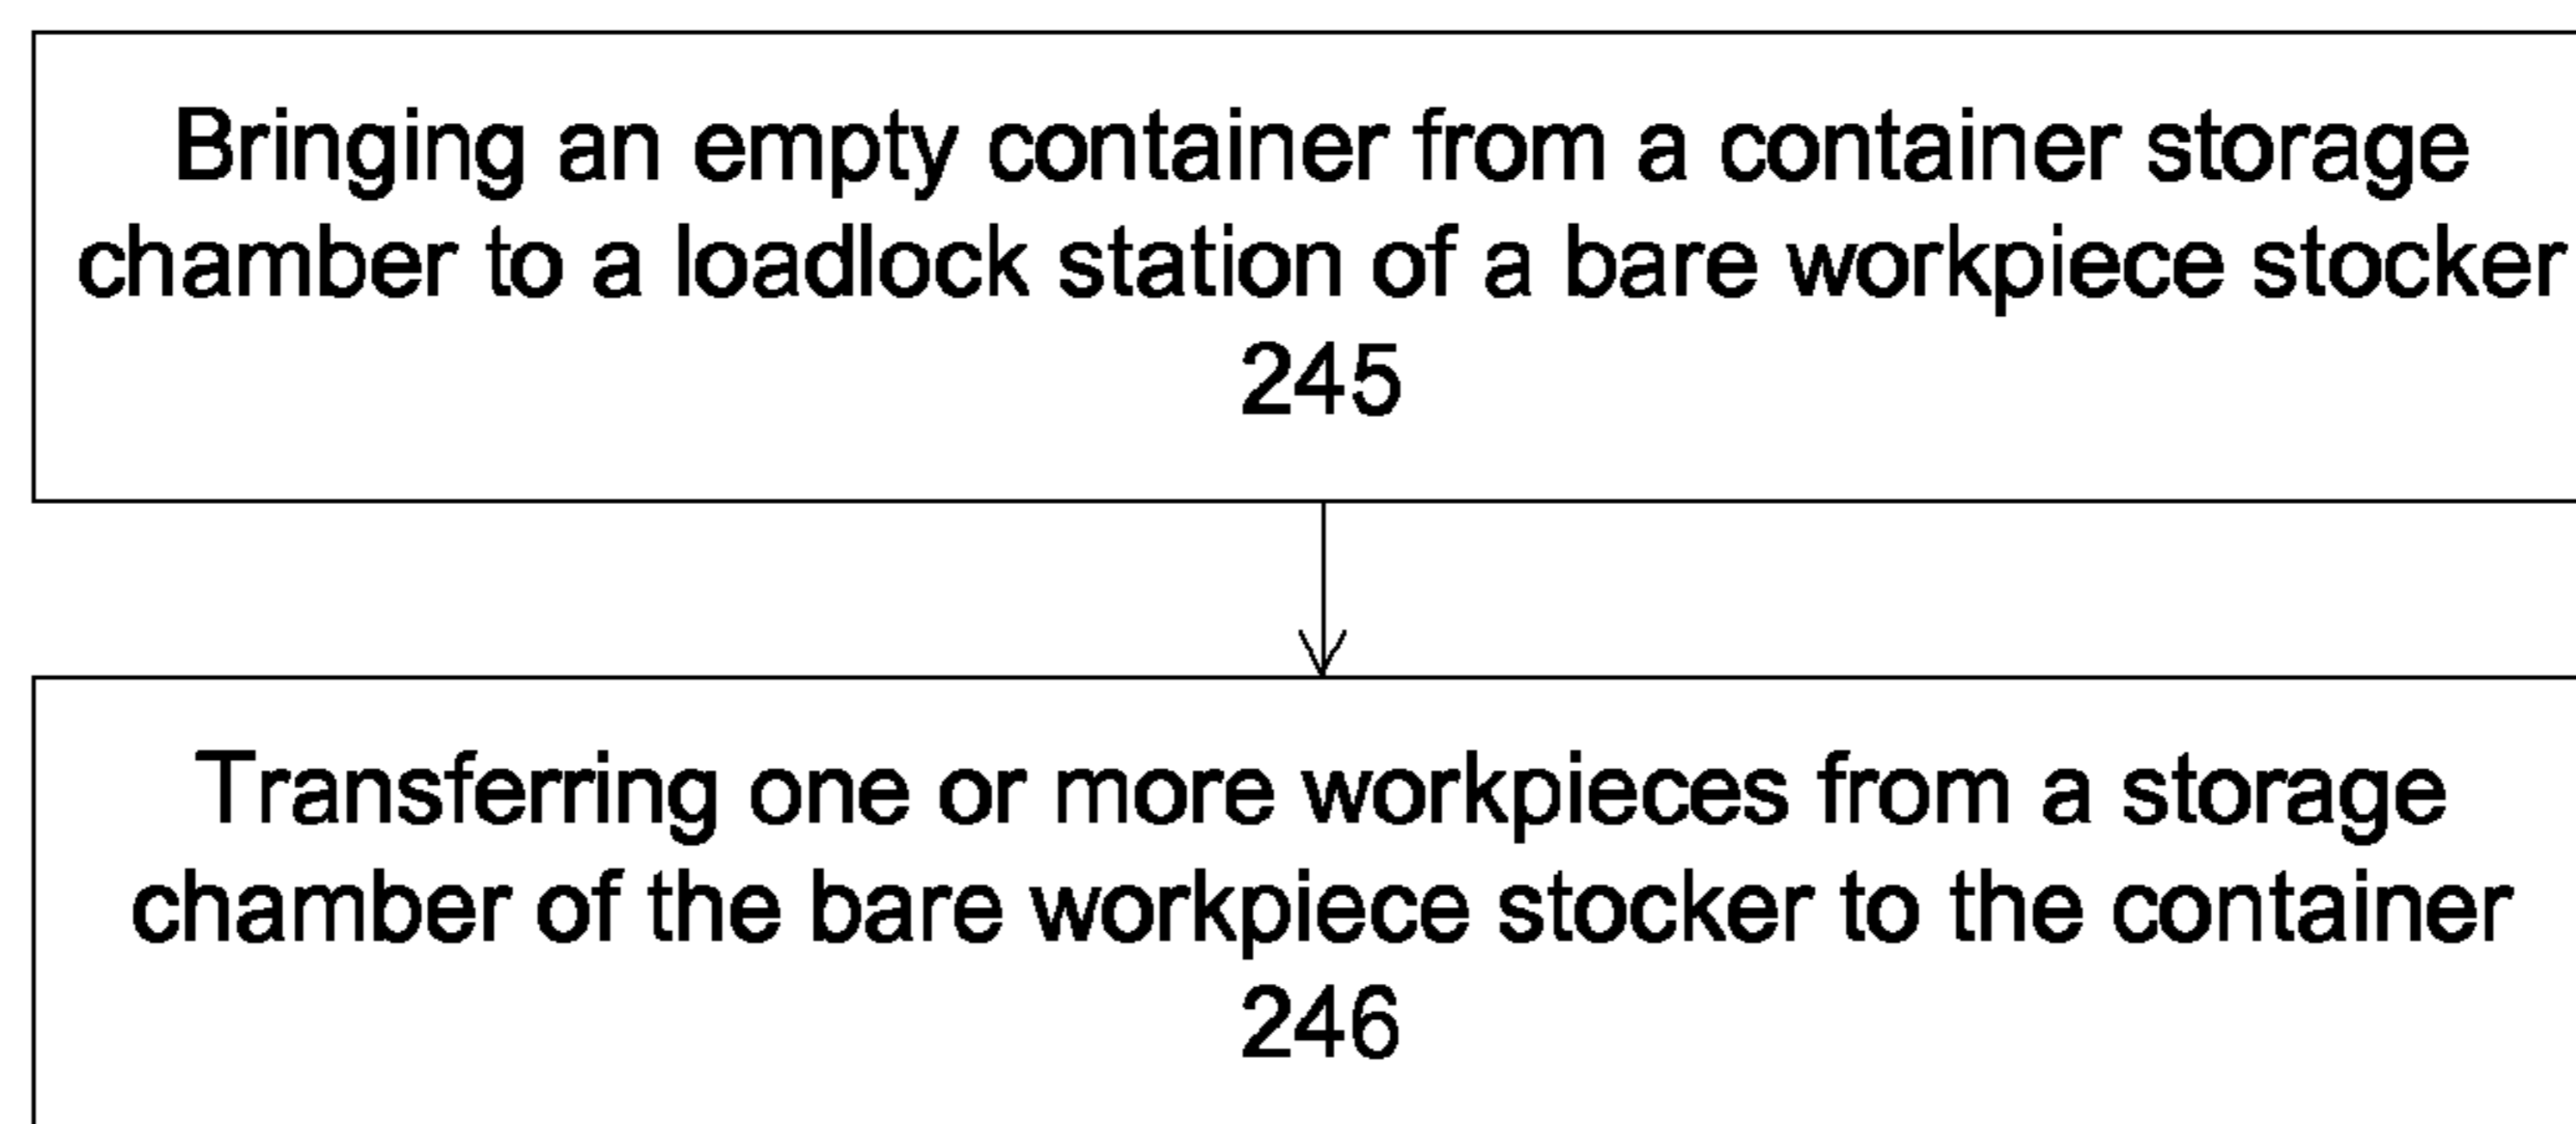 Bringing an empty container from a container storage
chamber to a loadlock station of a bare workpiece stocker
245
Transferring one or more workpieces from a storage
chamber of the bare workpiece stocker to the container
246